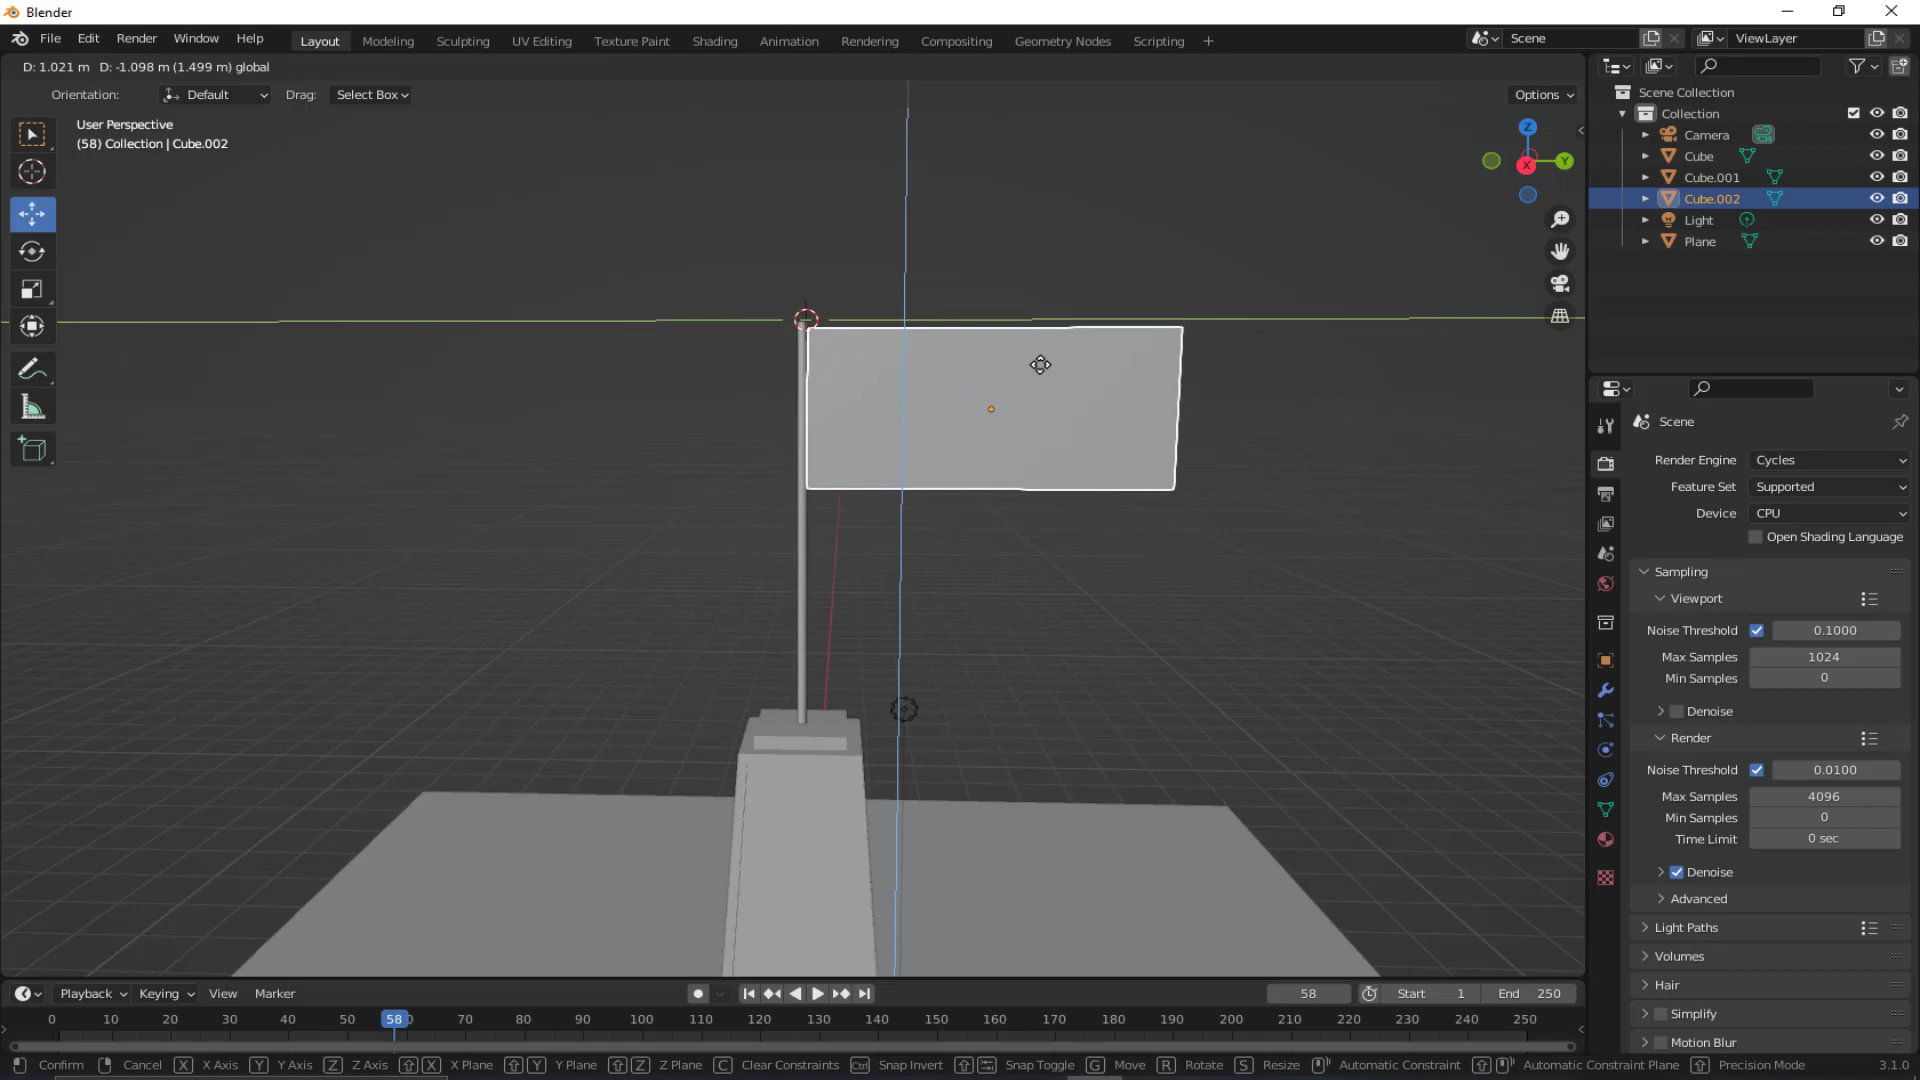 Blender
File Edit Render Window Help Layout Modeling Sculpting UV Editing Texture Paint Shading Animation Rendering Compositing Geometry Nodes Scripting + Scene ViewLayer
D: 1.021 m D: -1.098 m (1.499 m) global
Orientation: Default Drag: Select Box Options
User Perspective
(58) Collection | Cube.002
Z
Y
X
Scene Collection
Collection
Camera
Cube
Cube.001
Cube.002
Light
Plane
Scene
Render Engine Cycles
Feature Set Supported
Device CPU
Open Shading Language
Sampling
Viewport
Noise Threshold 0.1000
Max Samples 1024
Min Samples 0
Denoise
Render
Noise Threshold 0.0100
Max Samples 4096
Min Samples 0
Time Limit 0 sec
Denoise
Advanced
Light Paths
Volumes
Hair
Simplify
Motion Blur
Playback Keying View Marker 58 Start 1 End 250
0 10 20 30 40 50 58 70 80 90 100 110 120 130 140 150 160 170 180 190 200 210 220 230 240 250
Confirm Cancel X X Axis Y Y Axis Z Z Axis X X Plane Y Y Plane Z Z Plane C Clear Constraints Ctrl Snap Invert Snap Toggle G Move R Rotate S Resize Automatic Constraint Automatic Constraint Plane Precision Mode 3.1.0